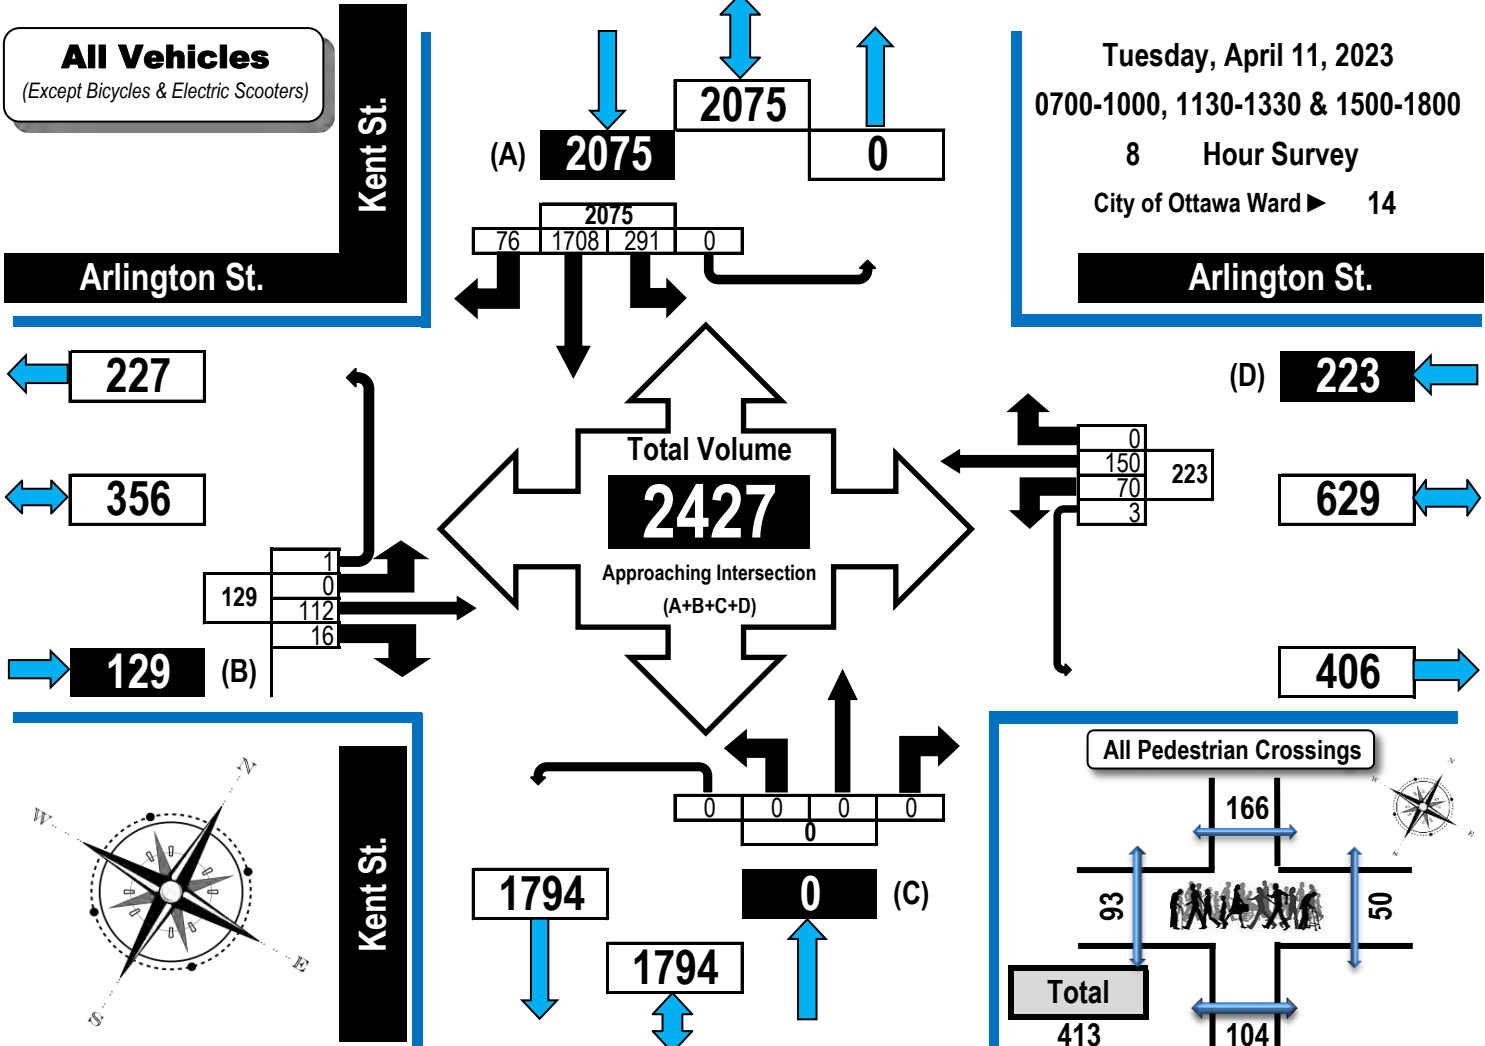 All Vehicles
(Except Bicycles & Electric Scooters)
Kent St.
Arlington St.
2075
(A) 2075
0
2075
76 1708 291 0
Tuesday, April 11, 2023
0700-1000, 1130-1330 & 1500-1800
8 Hour Survey
City of Ottawa Ward ► 14
Arlington St.
227
356
1
0
112
16
129
129 (B)
Total Volume
2427
Approaching Intersection
(A+B+C+D)
(D) 223
0
150
70
3
223
629
406
N
W
E
S
Kent St.
0 0 0 0
0
1794
0 (C)
1794
All Pedestrian Crossings
166
93
50
Total
413
104
N
W
E
S